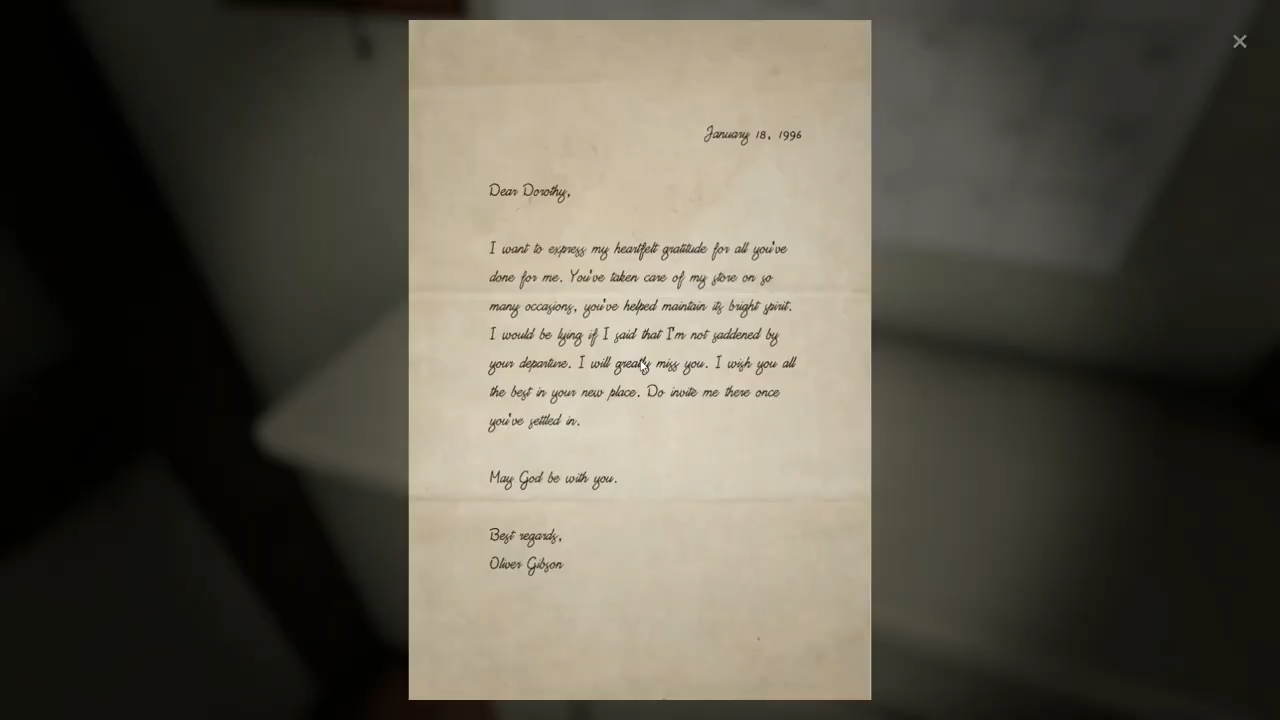 January 18, 1996
Dear Dorothy,
I want to express my heartfelt gratitude for all you've
done for me. You've taken care of my store on so
many occasions, you've helped maintain its bright spirit.
I would be lying if I said that I'm not saddened by
your departure. I will greatly miss you. I wish you all
the best in your new place. Do invite me there once
you've settled in.
May God be with you.
Best regards,
Oliver Gibson